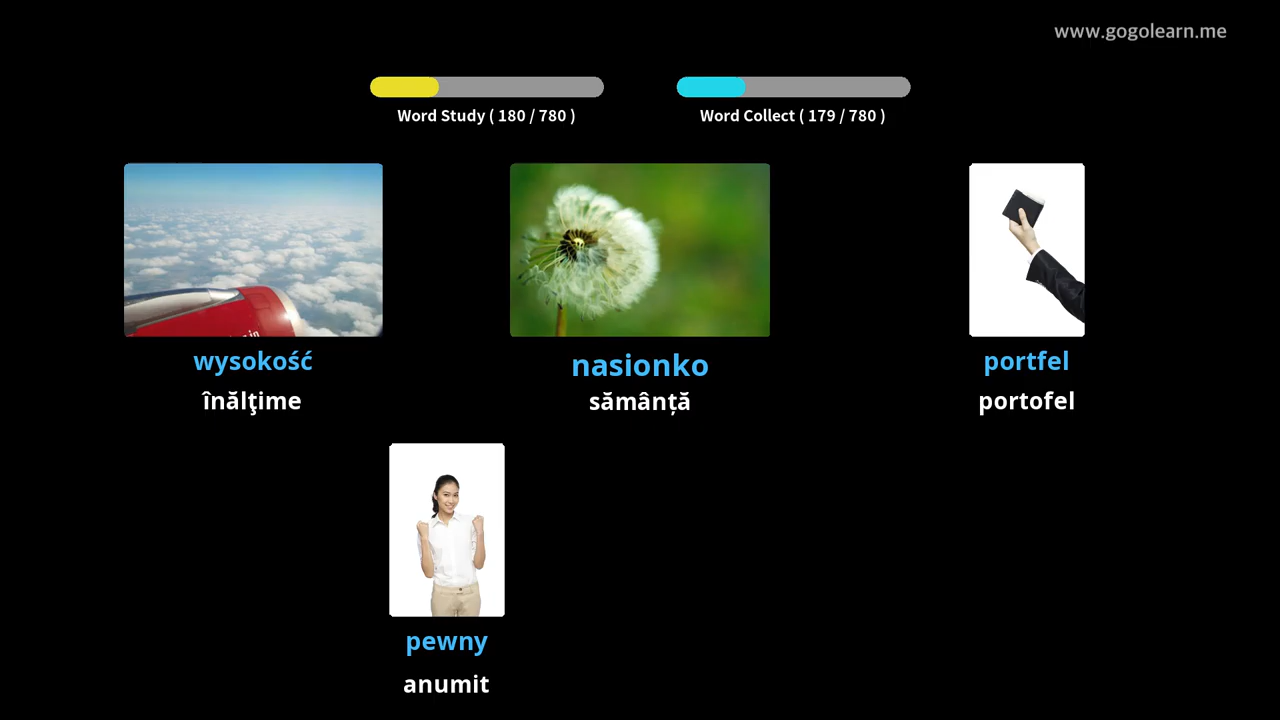 www.gogolearn.me
Word Study ( 180 / 780 )
Word Collect ( 179 / 780 )
wysokość
nasionko
portfel
înălţime
sămânță
portofel
pewny
anumit